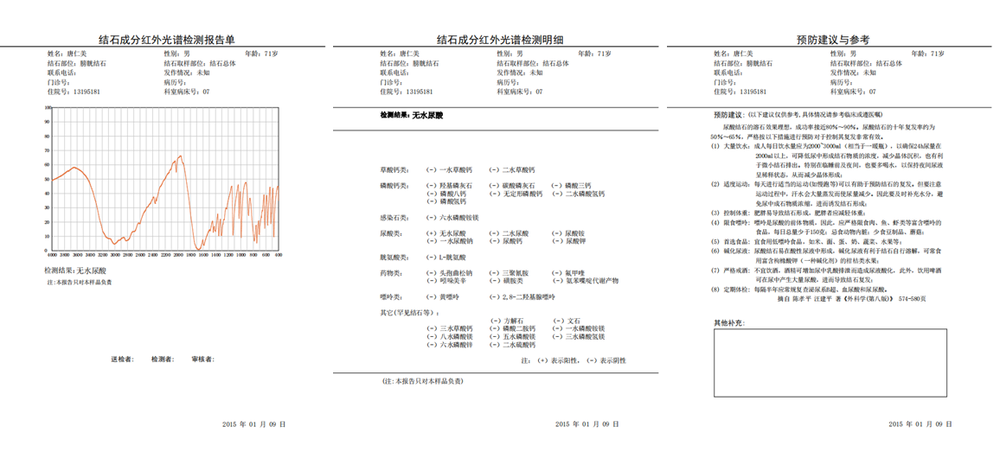 结石成分红外光谱检测报告单
姓名: 唐仁美 性别: 男 年龄: 71岁
结石部位: 膀胱结石 结石取样部位: 结石总体
联系电话: 发作情况: 未知
门诊号: 病历号:
住院号: 13195181 科室病床号: 07
100
90
80
70
60
50
40
30
20
10
0
4000 3800 3600 3400 3200 3000 2800 2600 2400 2200 2000 1800 1600 1400 1200 1000 800 600 400
检测结果: 无水尿酸
注: 本报告只对本样品负责
送检者: 检测者: 审核者:
2015 年 01 月 09 日
结石成分红外光谱检测明细
姓名: 唐仁美 性别: 男 年龄: 71岁
结石部位: 膀胱结石 结石取样部位: 结石总体
联系电话: 发作情况: 未知
门诊号: 病历号:
住院号: 13195181 科室病床号: 07
检测结果: 无水尿酸
草酸钙类: (-) 一水草酸钙 (-) 二水草酸钙
磷酸钙类: (-) 羟基磷灰石 (-) 碳酸磷灰石 (-) 磷酸三钙
(-) 磷酸八钙 (-) 无定形磷酸钙 (-) 二水磷酸氢钙
(-) 磷酸氢钙
感染石类: (-) 六水磷酸铵镁
尿酸类: (+) 无水尿酸 (-) 二水尿酸 (-) 尿酸铵
(-) 一水尿酸钠 (-) 尿酸钙 (-) 尿酸钾
胱氨酸类: (-) L-胱氨酸
药物类: (-) 头孢曲松钠 (-) 三聚氰胺 (-) 氟甲喹
(-) 吲哚美辛 (-) 磺胺类 (-) 氨苯喋啶代谢产物
嘌呤类: (-) 黄嘌呤 (-) 2,8-二羟基腺嘌呤
其它(罕见结石等):
(-) 方解石 (-) 文石
(-) 三水草酸钙 (-) 磷酸二胺钙 (-) 一水磷酸铵镁
(-) 八水磷酸镁 (-) 五水磷酸镁 (-) 三水磷酸氢镁
(-) 六水磷酸锌 (-) 二水硫酸钙
注: (+) 表示阳性, (-) 表示阴性
(注: 本报告只对本样品负责)
2015 年 01 月 09 日
预防建议与参考
姓名: 唐仁美 性别: 男 年龄: 71岁
结石部位: 膀胱结石 结石取样部位: 结石总体
联系电话: 发作情况: 未知
门诊号: 病历号:
住院号: 13195181 科室病床号: 07
预防建议: (以下建议仅供参考, 具体情况请参考临床或遵医嘱)
尿酸结石的溶石效果理想, 成功率接近80%~90%。尿酸结石的十年复发率约为
50%~65%, 严格按以下措施进行预防对于控制其复发非常有效。
(1) 大量饮水: 成人每日饮水量应为2000~3000ml (相当于一暖瓶), 以确保24h尿量在
2000ml以上, 可降低尿中形成结石物质的浓度, 减少晶体沉积, 也有利
于微小结石排出。特别在临睡前及夜间, 也要多喝水, 以保持夜间尿液
呈稀释状态, 从而减少晶体形成;
(2) 适度运动: 每天进行适当的运动(如慢跑等)可以有助于预防结石的复发。但要注意
运动过程中, 汗水会大量蒸发而使尿量减少。因此要及时补充水分, 避
免尿中成石物质浓缩, 进而诱发结石形成;
(3) 控制体重: 肥胖易导致结石形成, 肥胖者应减轻体重;
(4) 限食嘌呤: 嘌呤是尿酸的前体物质, 因此, 应严格限食肉、鱼、虾类等富含嘌呤的
食品, 每日总量少于150克; 忌食动物内脏; 少食豆制品、蘑菇;
(5) 首选食品: 宜食用低嘌呤食品, 如米、面、蛋、奶、蔬菜、水果等;
(6) 碱化尿液: 尿酸结石易在酸性尿液中形成, 碱化尿液有利于结石自行溶解, 可常食
用富含枸橼酸钾 (一种碱化剂) 的柑桔类水果;
(7) 严格戒酒: 不宜饮酒, 酒精可增加尿中乳酸排泄而造成尿液酸化, 此外, 饮用啤酒
可在尿中产生大量尿酸, 进而导致结石复发;
(8) 定期体检: 每隔半年应常规复查泌尿系B超、血尿酸和尿尿酸。
摘自 陈孝平 汪建平 著《外科学(第八版)》 574-580页
其他补充:
2015 年 01 月 09 日